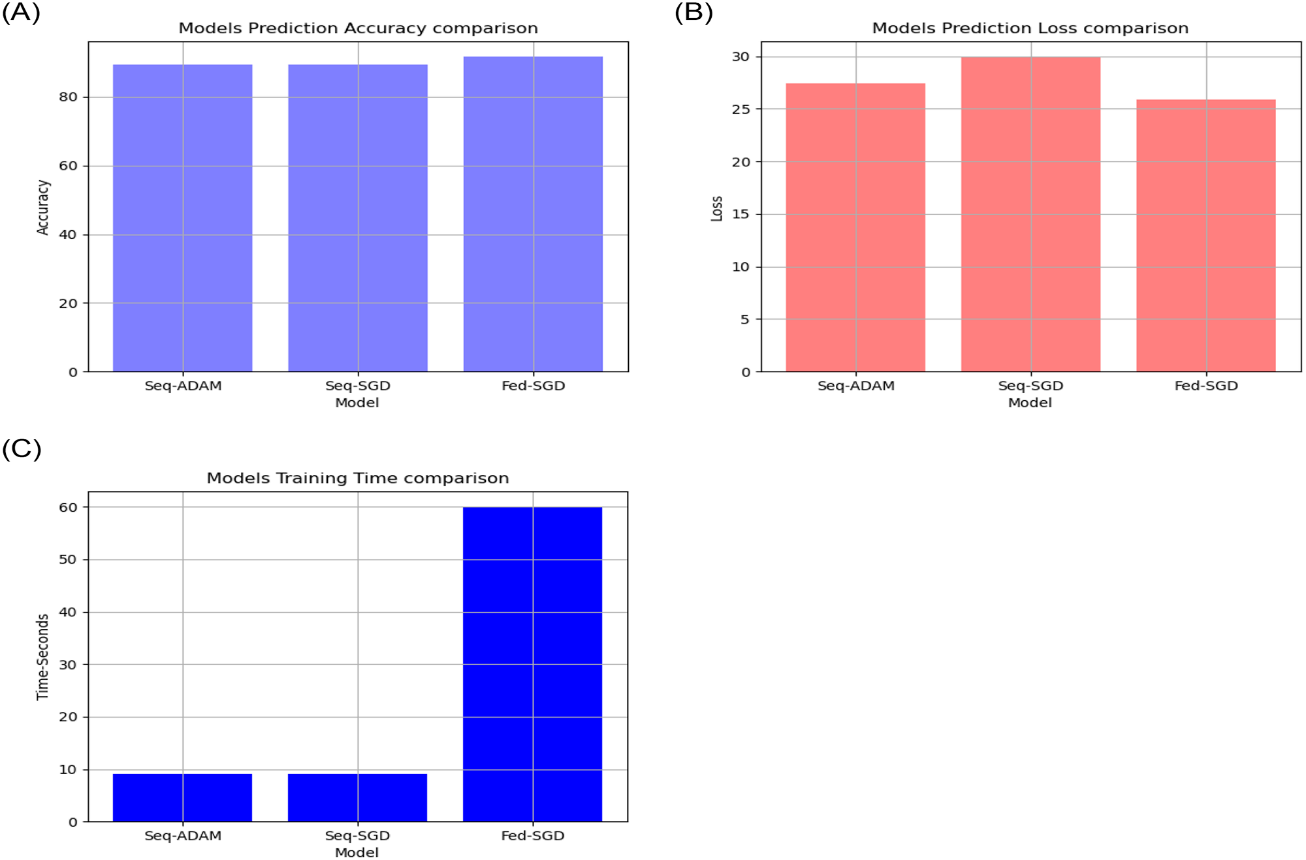 (A)
Models Prediction Accuracy comparison
80
60
40
20
0
Accuracy
Seq-ADAM Seq-SGD Fed-SGD
Model
(B)
Models Prediction Loss comparison
30
25
20
15
10
5
0
Loss
Seq-ADAM Seq-SGD Fed-SGD
Model
(C)
Models Training Time comparison
60
50
40
30
20
10
0
Time-Seconds
Seq-ADAM Seq-SGD Fed-SGD
Model